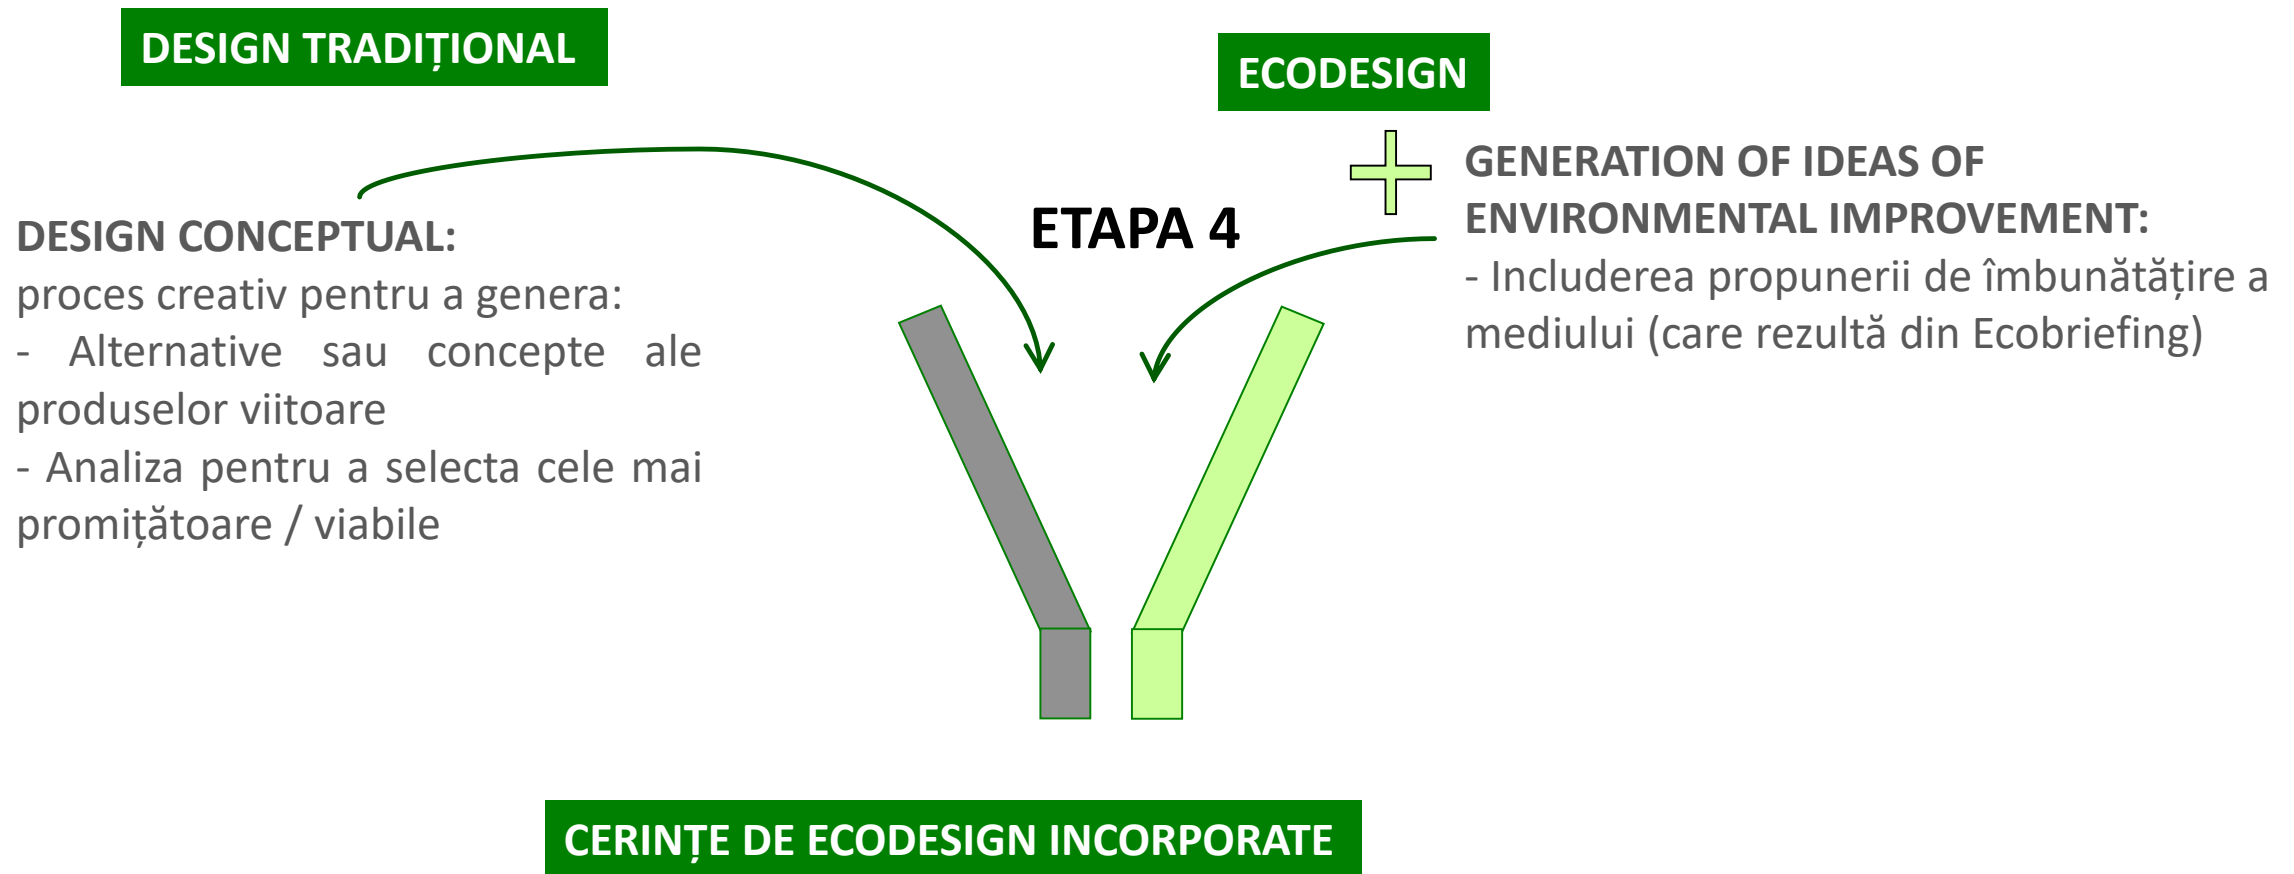 DESIGN TRADIȚIONAL
ECODESIGN
DESIGN CONCEPTUAL:
proces creativ pentru a genera:
- Alternative sau concepte ale
produselor viitoare
- Analiza pentru a selecta cele mai
promițătoare / viabile
ETAPA 4
GENERATION OF IDEAS OF
ENVIRONMENTAL IMPROVEMENT:
- Includerea propunerii de îmbunătățire a
mediului (care rezultă din Ecobriefing)
CERINȚE DE ECODESIGN INCORPORATE